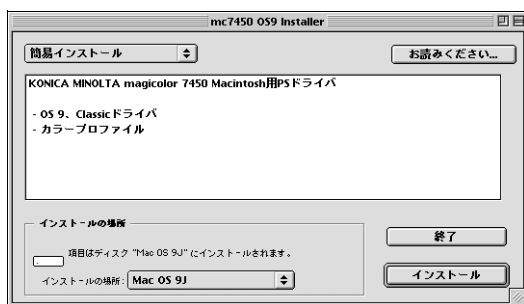 mc7450 OS9 Installer
簡易インストール
お読みください...
KONICA MINOLTA magicolor 7450 Macintosh用PSドライバ
- OS 9、Classicドライバ
- カラープロファイル
インストールの場所
項目はディスク "Mac OS 9J" にインストールされます。
インストールの場所: Mac OS 9J
終了
インストール